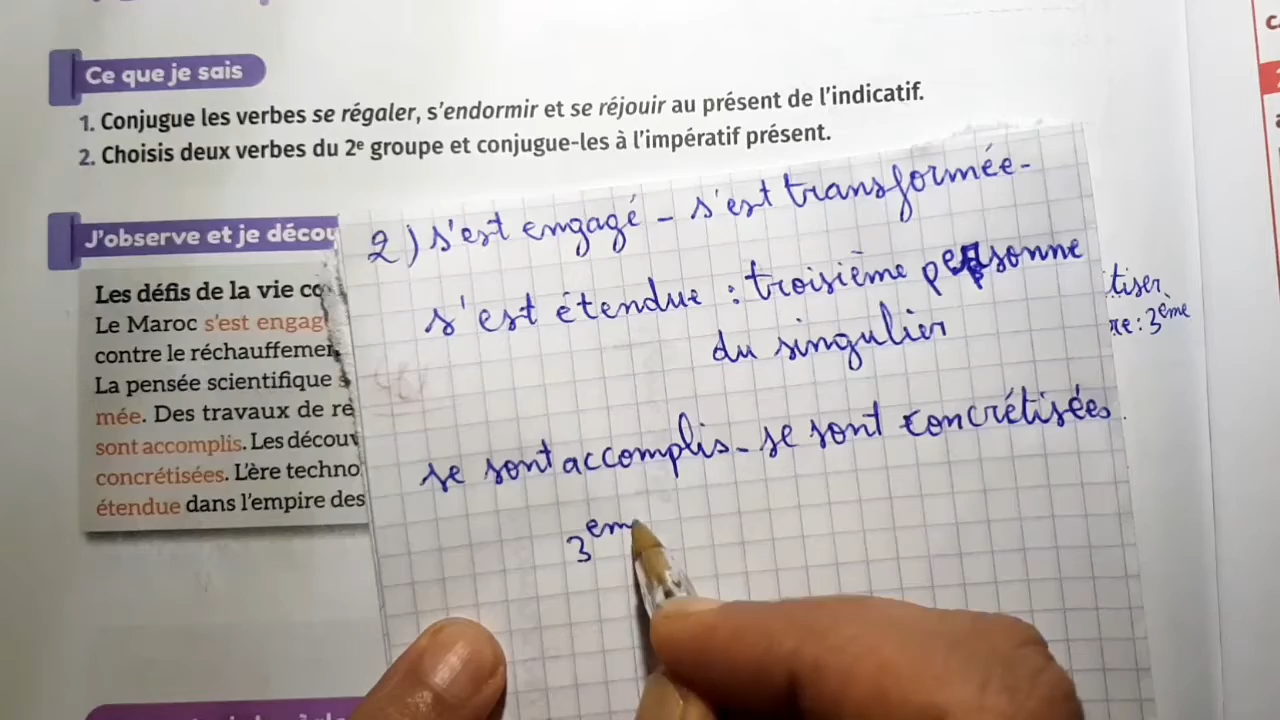 Ce que je sais
1. Conjugue les verbes se régaler, s'endormir et se réjouir au présent de l'indicatif.
2. Choisis deux verbes du 2e groupe et conjugue-les à l'impératif présent.
J'observe et je décou
Les défis de la vie co
Le Maroc s'est engag
contre le réchauffemen
La pensée scientifique s
mée. Des travaux de re
sont accomplis. Les découv
concrétisées. L'ère techno
étendue dans l'empire des
2) s'est engagé - s'est transformée-
s'est étendue : troisième personne
du singulier
se sont accomplis - se sont concrétisées.
3em
tiser
re : 3ème